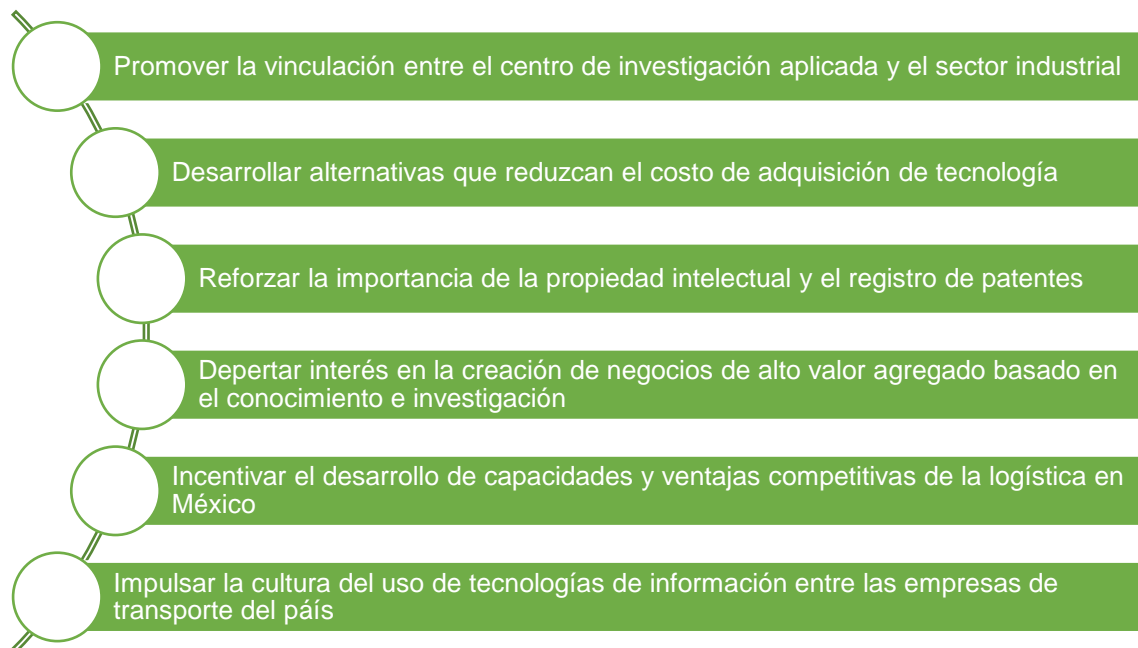 Promover la vinculación entre el centro de investigación aplicada y el sector industrial
Desarrollar alternativas que reduzcan el costo de adquisición de tecnología
Reforzar la importancia de la propiedad intelectual y el registro de patentes
Depertar interés en la creación de negocios de alto valor agregado basado en
el conocimiento e investigación
Incentivar el desarrollo de capacidades y ventajas competitivas de la logística en
México
Impulsar la cultura del uso de tecnologías de información entre las empresas de
transporte del páís